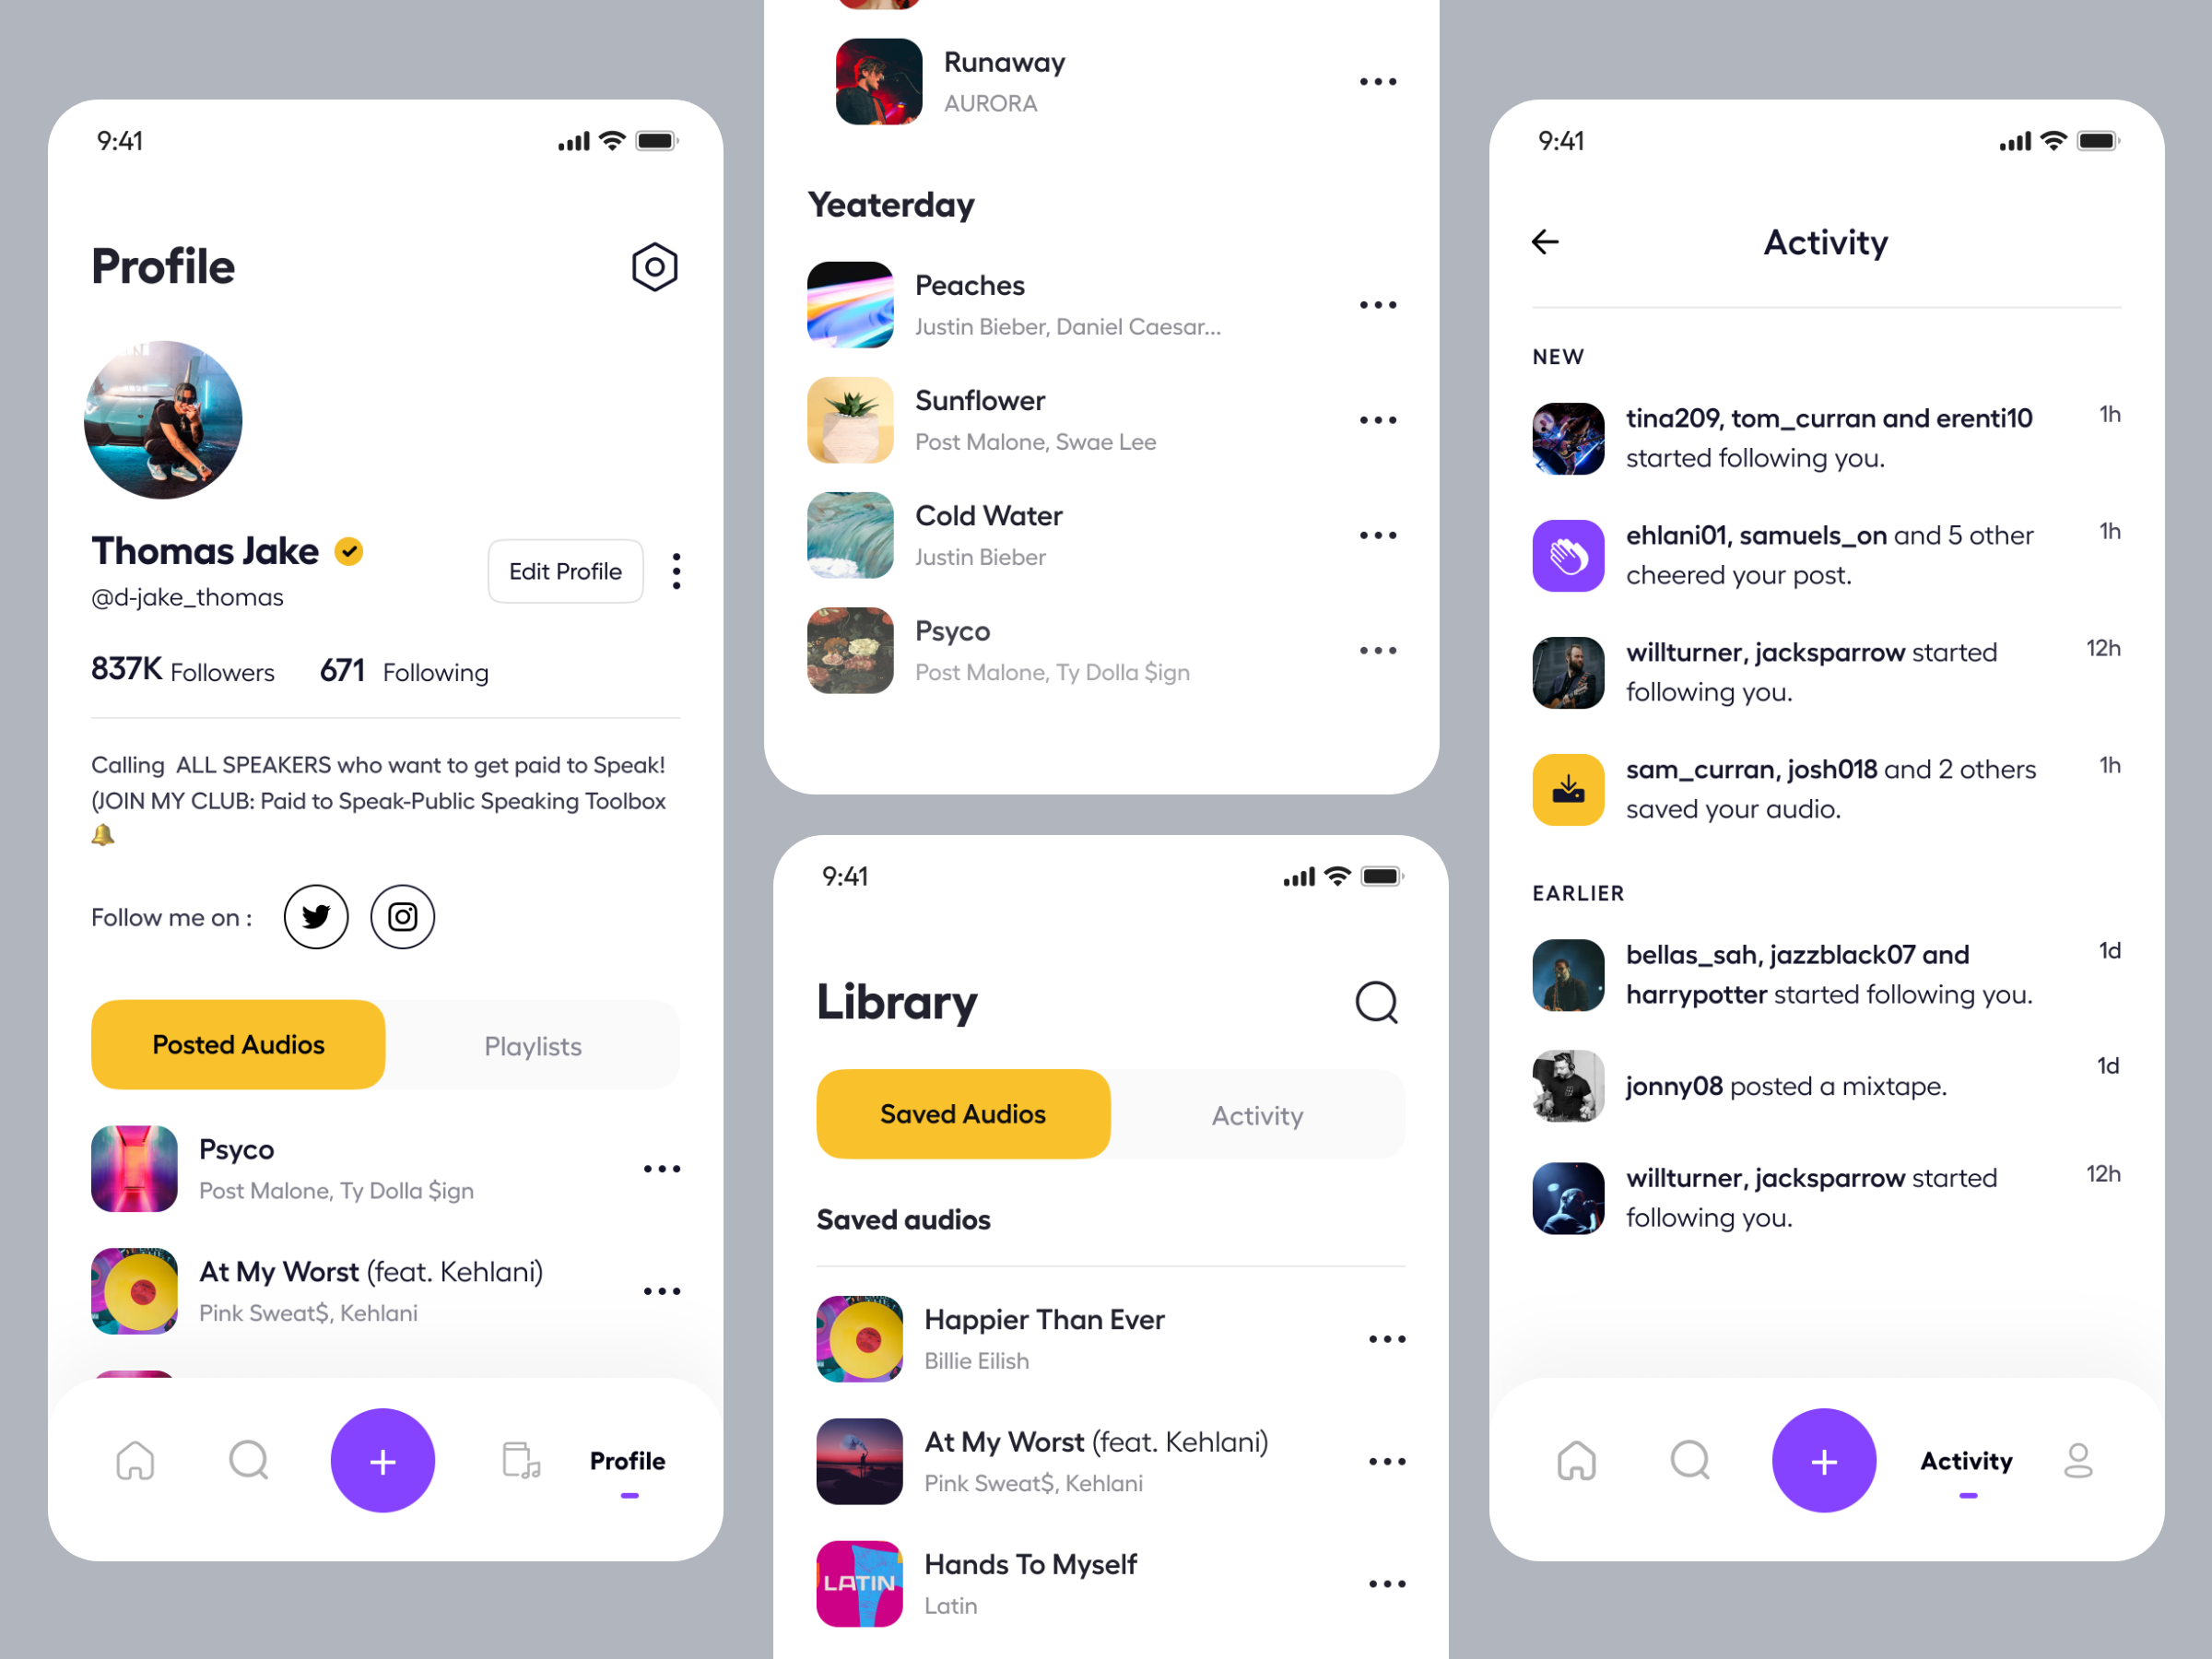 9:41
Profile
Thomas Jake
@d-jake_thomas
Edit Profile
837K Followers 671 Following
Calling ALL SPEAKERS who want to get paid to Speak!
(JOIN MY CLUB: Paid to Speak-Public Speaking Toolbox
🔔
Follow me on :
Posted Audios
Playlists
Psyco
Post Malone, Ty Dolla $ign
At My Worst (feat. Kehlani)
Pink Sweat$, Kehlani
Profile
Runaway
AURORA
Yeaterday
Peaches
Justin Bieber, Daniel Caesar...
Sunflower
Post Malone, Swae Lee
Cold Water
Justin Bieber
Psyco
Post Malone, Ty Dolla $ign
9:41
Library
Saved Audios
Activity
Saved audios
Happier Than Ever
Billie Eilish
At My Worst (feat. Kehlani)
Pink Sweat$, Kehlani
LATIN
Hands To Myself
Latin
9:41
Activity
NEW
tina209, tom_curran and erenti10
started following you.
1h
ehlani01, samuels_on and 5 other
cheered your post.
1h
willturner, jacksparrow started
following you.
12h
sam_curran, josh018 and 2 others
saved your audio.
1h
EARLIER
bellas_sah, jazzblack07 and
harrypotter started following you.
1d
jonny08 posted a mixtape.
1d
willturner, jacksparrow started
following you.
12h
Activity